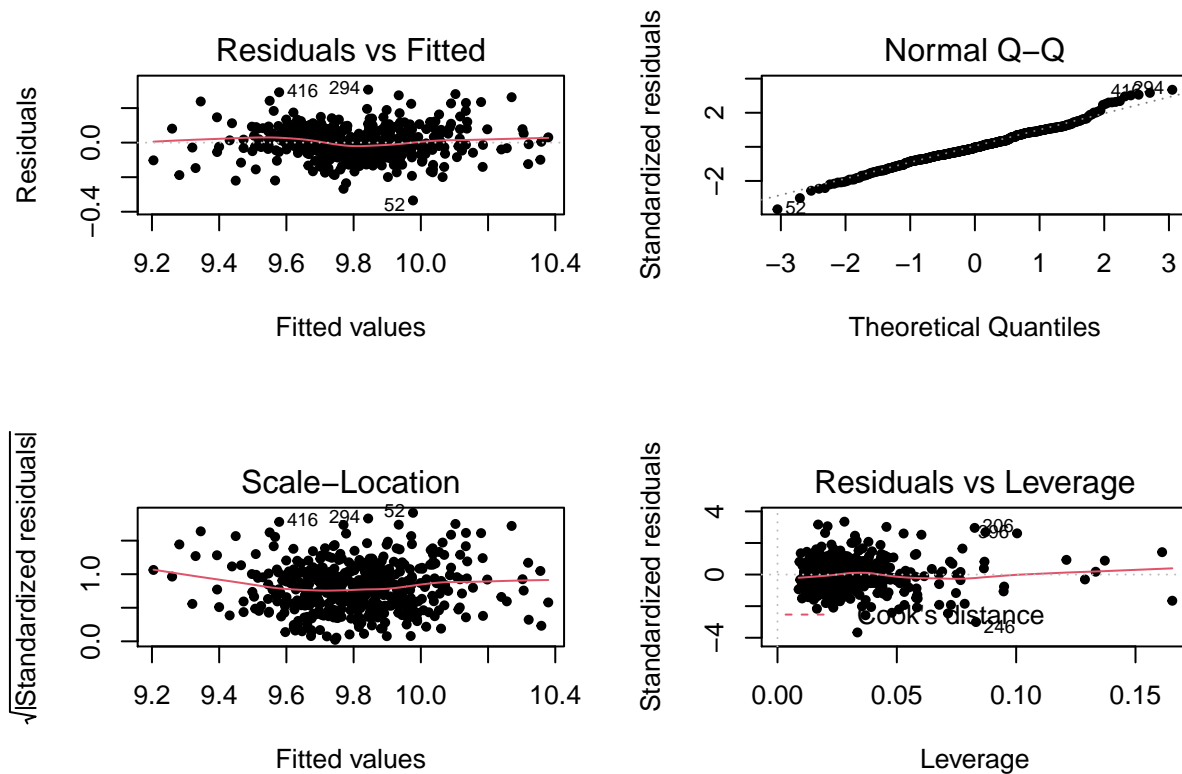 Residuals vs Fitted
Residuals
0.0
−0.4
416
294
52
9.2 9.4 9.6 9.8 10.0 10.4
Fitted values
Normal Q−Q
Standardized residuals
2
−2
416
294
52
−3 −2 −1 0 1 2 3
Theoretical Quantiles
Scale−Location
√|Standardized residuals|
1.0
0.0
416
294
52
9.2 9.4 9.6 9.8 10.0 10.4
Fitted values
Residuals vs Leverage
Standardized residuals
4
0
−4
396
Cook's distance
246
0.00 0.05 0.10 0.15
Leverage